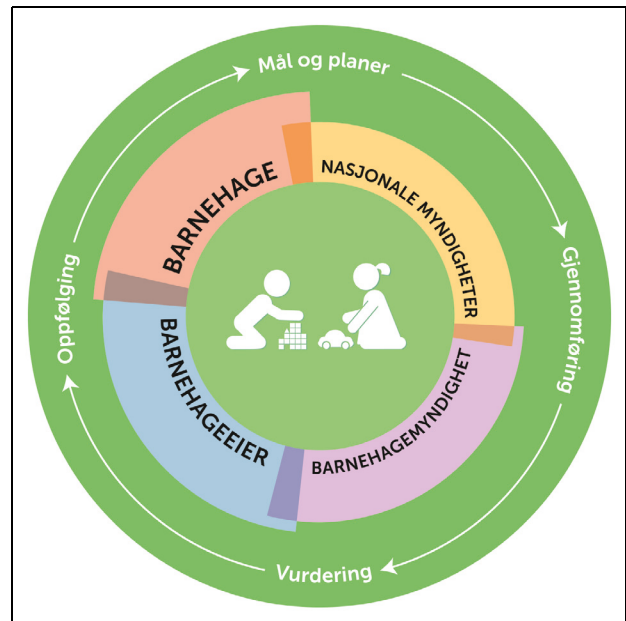 Mål og planer
Gjennomføring
Vurdering
Oppfølging
BARNEHAGE
NASJONALE MYNDIGHETER
BARNEHAGEMYNDIGHET
BARNEHAGEEIER